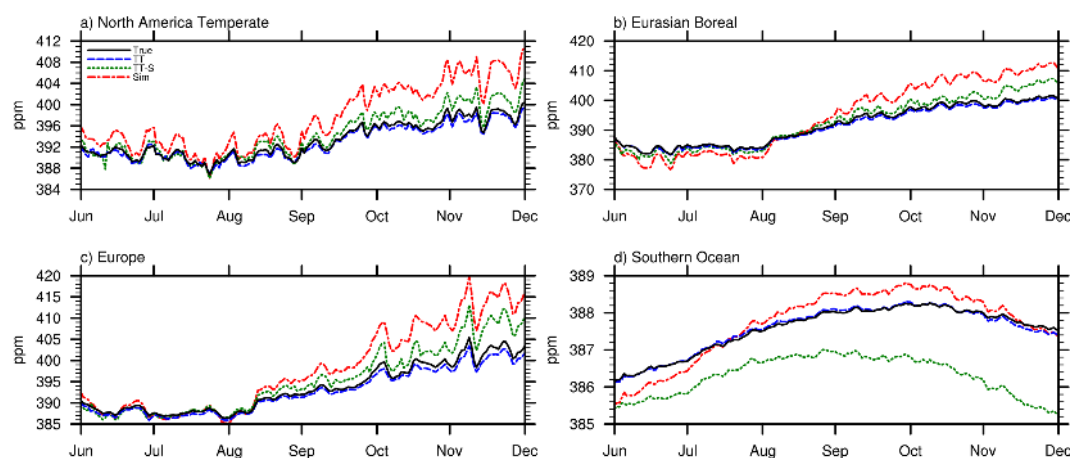 a) North America Temperate
412
408
404
400
396
392
388
384
ppm
True
TT
TT-S
Sim
Jun Jul Aug Sep Oct Nov Dec
b) Eurasian Boreal
420
410
400
390
380
370
ppm
Jun Jul Aug Sep Oct Nov Dec
c) Europe
420
415
410
405
400
395
390
385
ppm
Jun Jul Aug Sep Oct Nov Dec
d) Southern Ocean
389
388
387
386
385
ppm
Jun Jul Aug Sep Oct Nov Dec